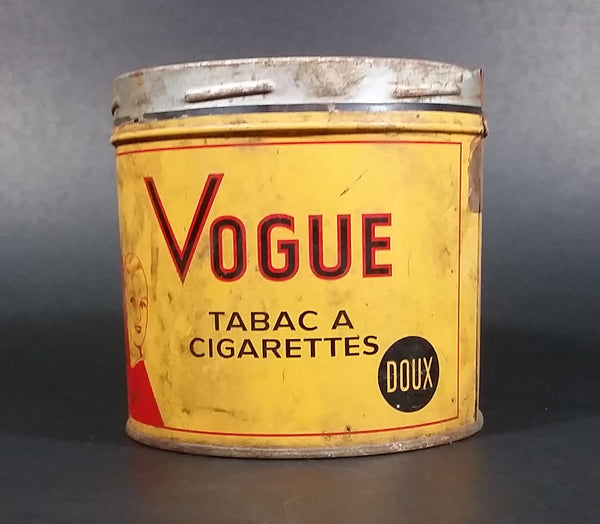 VOGUE
TABAC A
CIGARETTES
DOUX